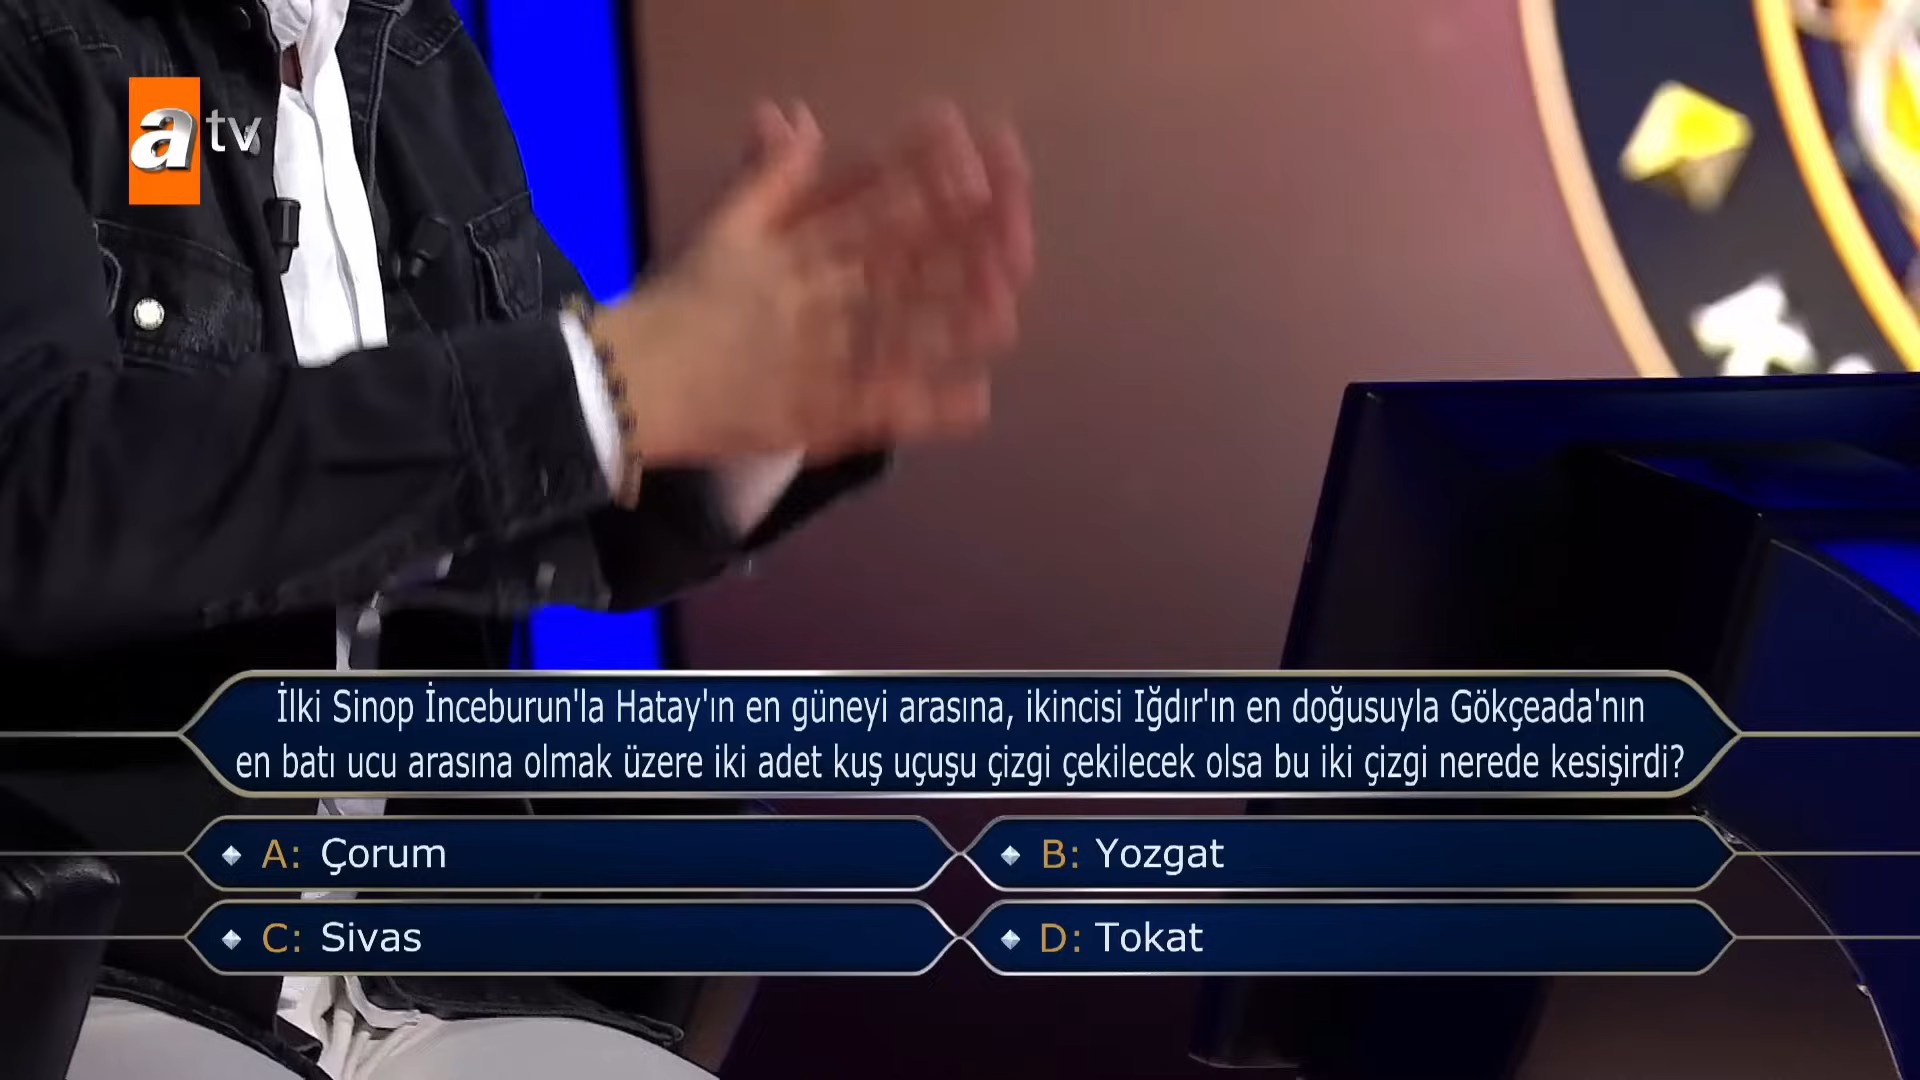 atv
İlki Sinop İnceburun'la Hatay'ın en güneyi arasına, ikincisi Iğdır'ın en doğusuyla Gökçeada'nın
en batı ucu arasına olmak üzere iki adet kuş uçuşu çizgi çekilecek olsa bu iki çizgi nerede kesişirdi?
A: Çorum
B: Yozgat
C: Sivas
D: Tokat